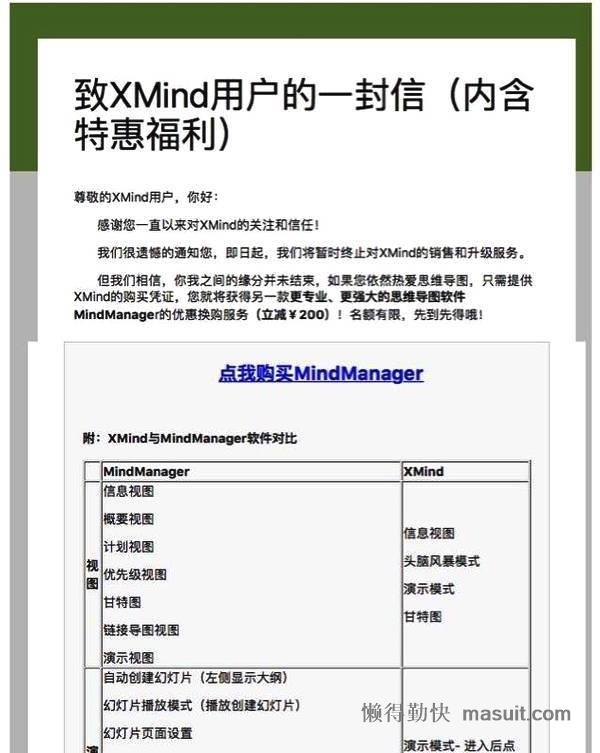 致XMind用户的一封信（内含
特惠福利）
尊敬的XMind用户，你好：
感谢您一直以来对XMind的关注和信任！
我们很遗憾的通知您，即日起，我们将暂时终止对XMind的销售和升级服务。
但我们相信，你我之间的缘分并未结束，如果您依然热爱思维导图，只需提供
XMind的购买凭证，您就将获得另一款更专业、更强大的思维导图软件
MindManager的优惠换购服务（立减￥200）！名额有限，先到先得哦！
点我购买MindManager
附：XMind与MindManager软件对比
MindManager
XMind
视图
信息视图
概要视图
计划视图
优先级视图
甘特图
链接导图视图
演示视图
信息视图
头脑风暴模式
演示模式
甘特图
演
自动创建幻灯片（左侧显示大纲）
幻灯片播放模式（播放创建幻灯片）
幻灯片页面设置
演示模式- 进入后点
懒得勤快 masuit.com